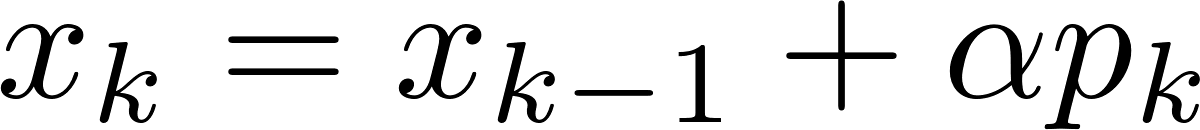 x_k = x_{k-1} + αp_k